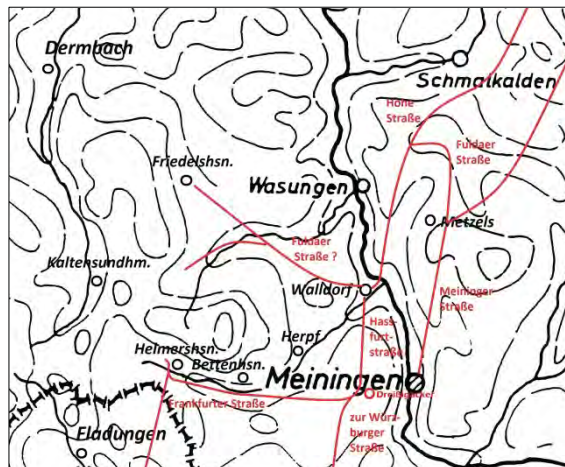 Dermbach
Schmalkalden
Hohe
Straße
Fuldaer
Straße
Friedelshsn.
Wasungen
Metzels
Fuldaer
Straße ?
Kaltensundhm.
Walldorf
Meininger
Straße
Hass-
furt-
straße
Herpf
Helmershsn.
Bettenhsn.
Meiningen
Frankfurter Straße
zur Würz-
burger
Straße
Fladungen